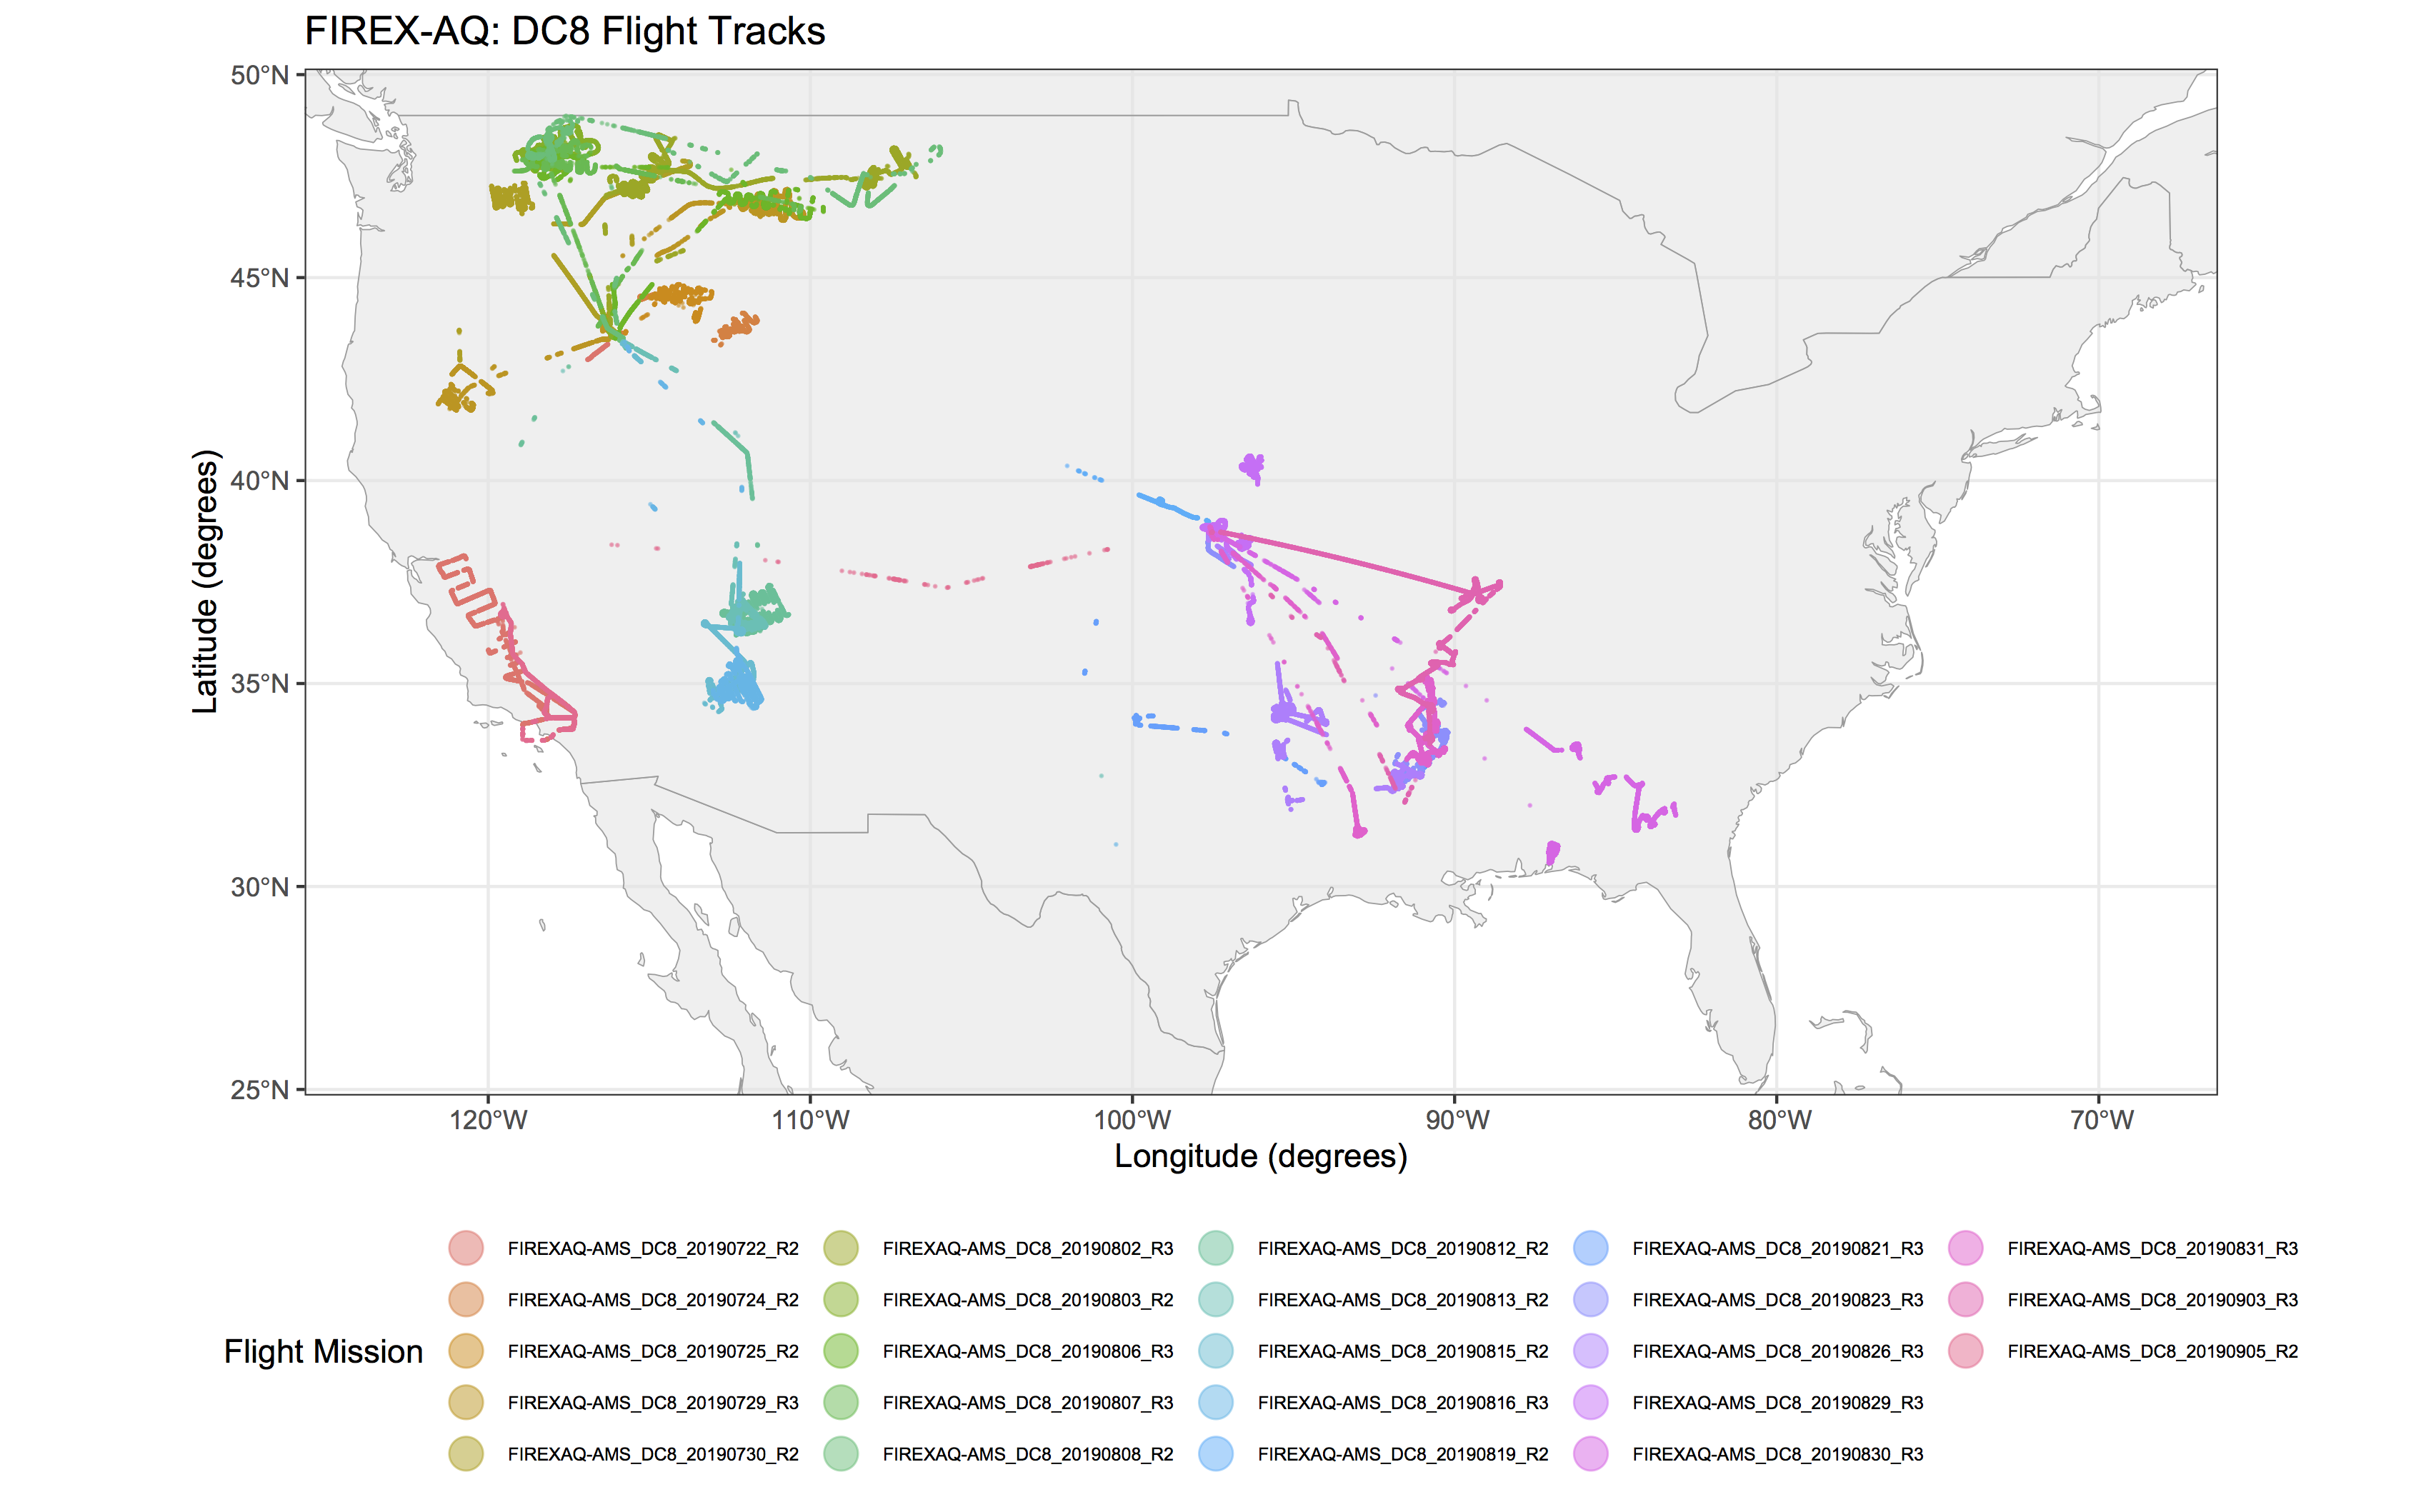 FIREX-AQ: DC8 Flight Tracks
50°N
45°N
40°N
35°N
30°N
25°N
Latitude (degrees)
120°W 110°W 100°W 90°W 80°W 70°W
Longitude (degrees)
Flight Mission
FIREXAQ-AMS_DC8_20190722_R2
FIREXAQ-AMS_DC8_20190724_R2
FIREXAQ-AMS_DC8_20190725_R2
FIREXAQ-AMS_DC8_20190729_R3
FIREXAQ-AMS_DC8_20190730_R2
FIREXAQ-AMS_DC8_20190802_R3
FIREXAQ-AMS_DC8_20190803_R2
FIREXAQ-AMS_DC8_20190806_R3
FIREXAQ-AMS_DC8_20190807_R3
FIREXAQ-AMS_DC8_20190808_R2
FIREXAQ-AMS_DC8_20190812_R2
FIREXAQ-AMS_DC8_20190813_R2
FIREXAQ-AMS_DC8_20190815_R2
FIREXAQ-AMS_DC8_20190816_R3
FIREXAQ-AMS_DC8_20190819_R2
FIREXAQ-AMS_DC8_20190821_R3
FIREXAQ-AMS_DC8_20190823_R3
FIREXAQ-AMS_DC8_20190826_R3
FIREXAQ-AMS_DC8_20190829_R3
FIREXAQ-AMS_DC8_20190830_R3
FIREXAQ-AMS_DC8_20190831_R3
FIREXAQ-AMS_DC8_20190903_R3
FIREXAQ-AMS_DC8_20190905_R2